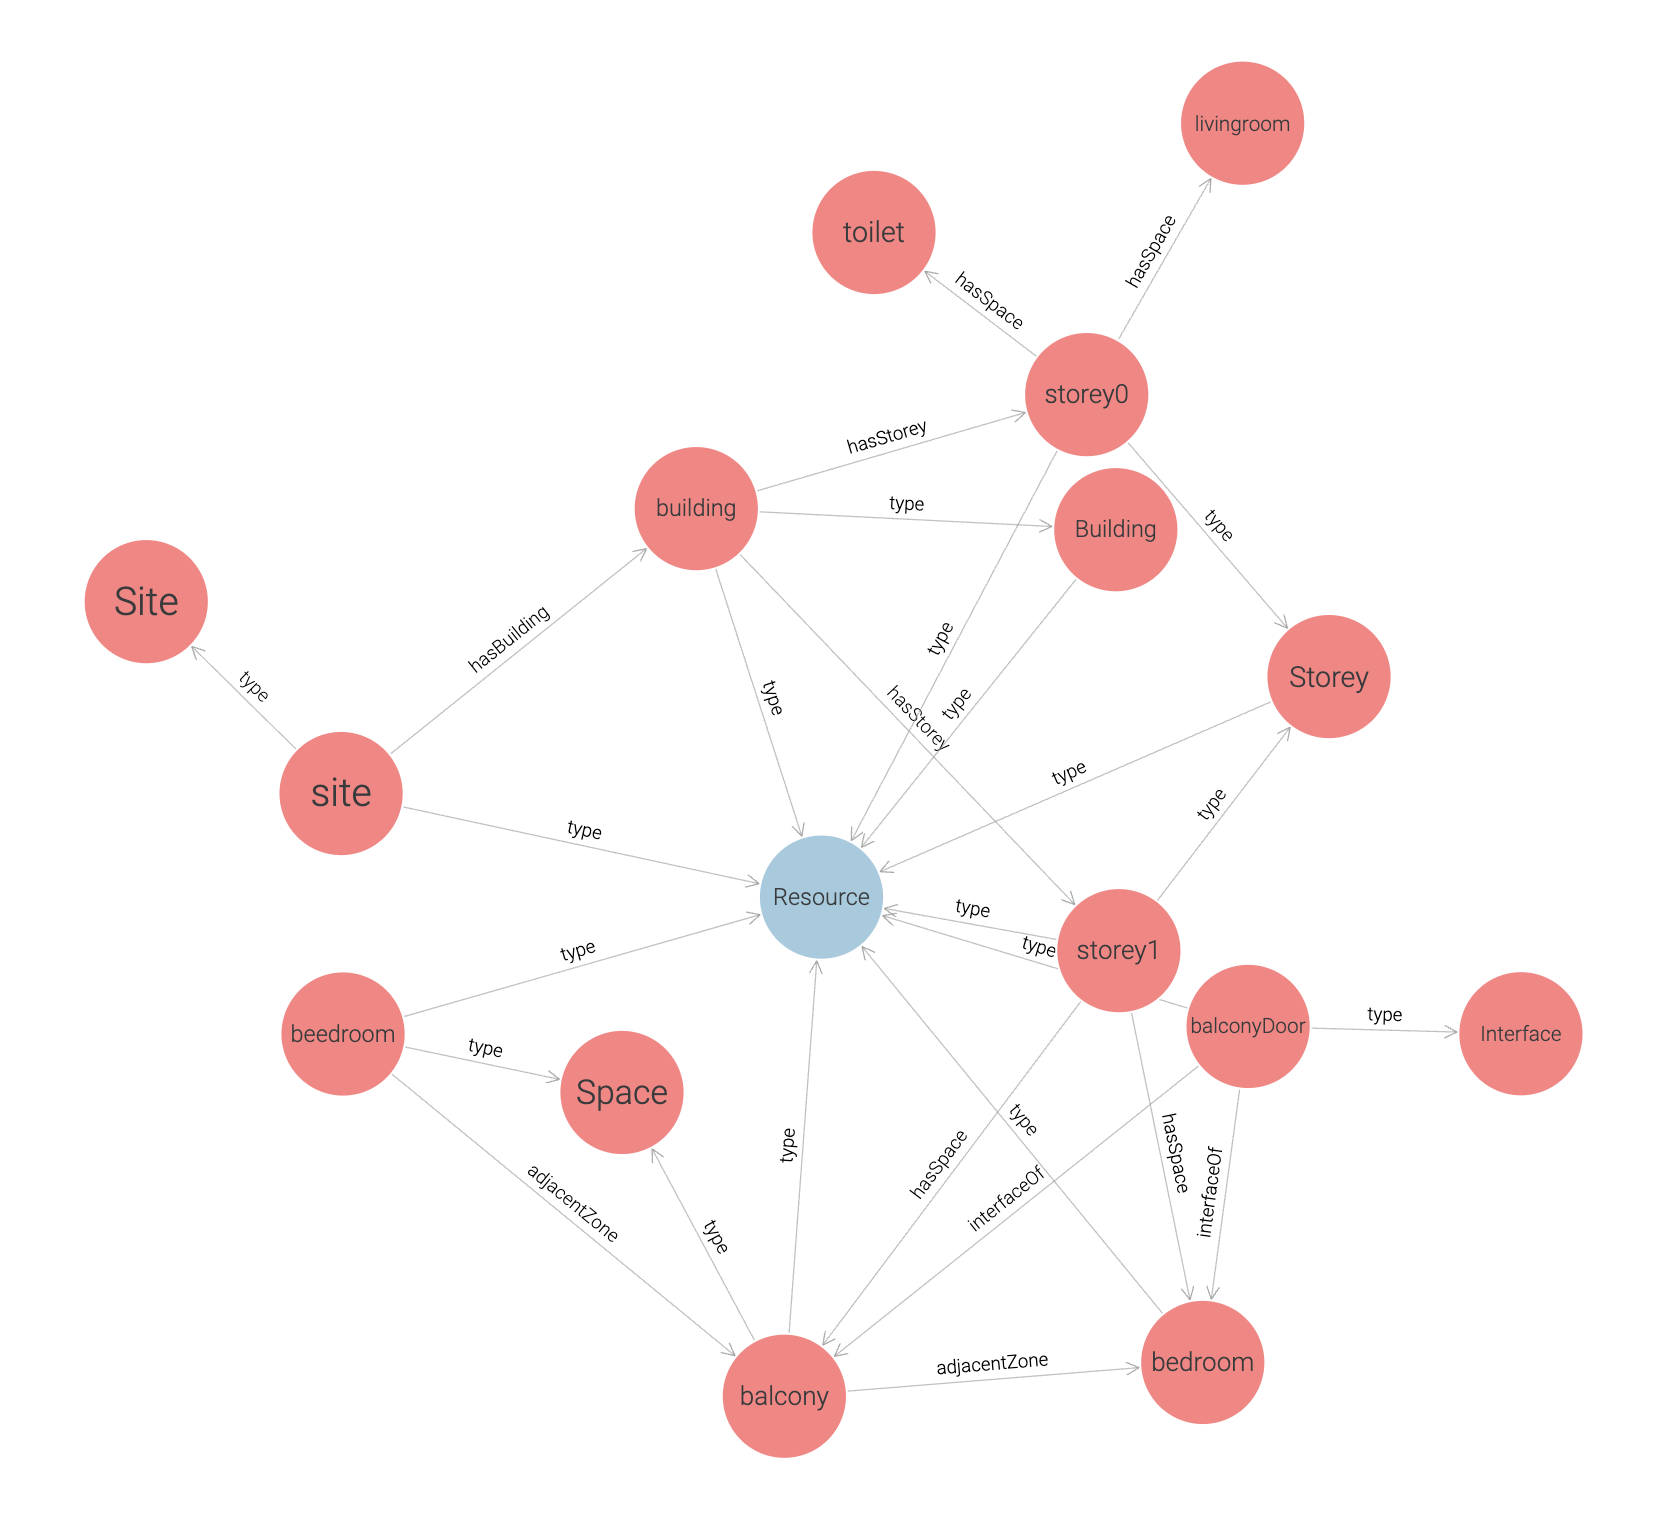 livingroom
toilet
hasSpace
hasSpace
storey0
hasStorey
building
type
Building
type
Site
hasBuilding
type
type
Storey
type
hasStorey
type
type
type
site
type
type
Resource
type
type
storey1
type
beedroom
type
Space
balconyDoor
type
Interface
type
type
hasSpace
hasSpace
interfaceOf
interfaceOf
adjacentZone
type
adjacentZone
bedroom
balcony